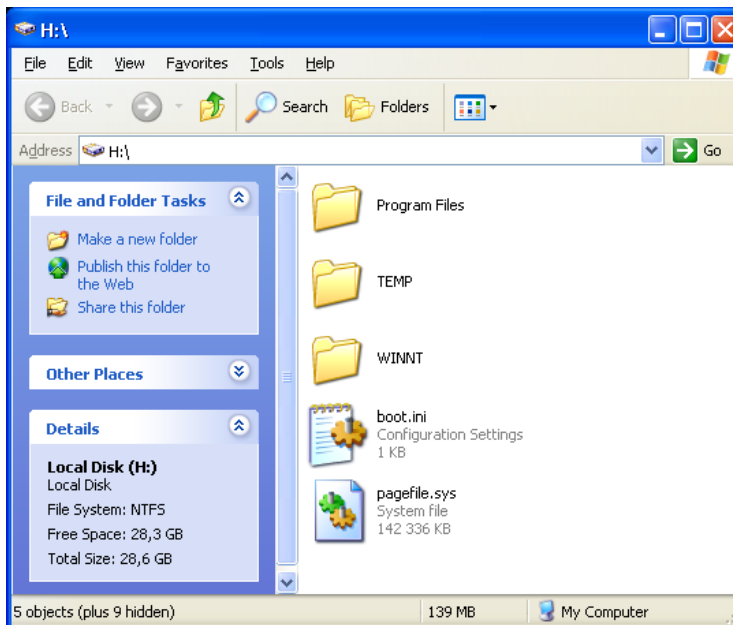 H:\
File Edit View Favorites Tools Help
Back Search Folders
Address H:\ Go
File and Folder Tasks
Make a new folder
Publish this folder to
the Web
Share this folder
Other Places
Details
Local Disk (H:)
Local Disk
File System: NTFS
Free Space: 28,3 GB
Total Size: 28,6 GB
Program Files
TEMP
WINNT
boot.ini
Configuration Settings
1 KB
pagefile.sys
System file
142 336 KB
5 objects (plus 9 hidden) 139 MB My Computer